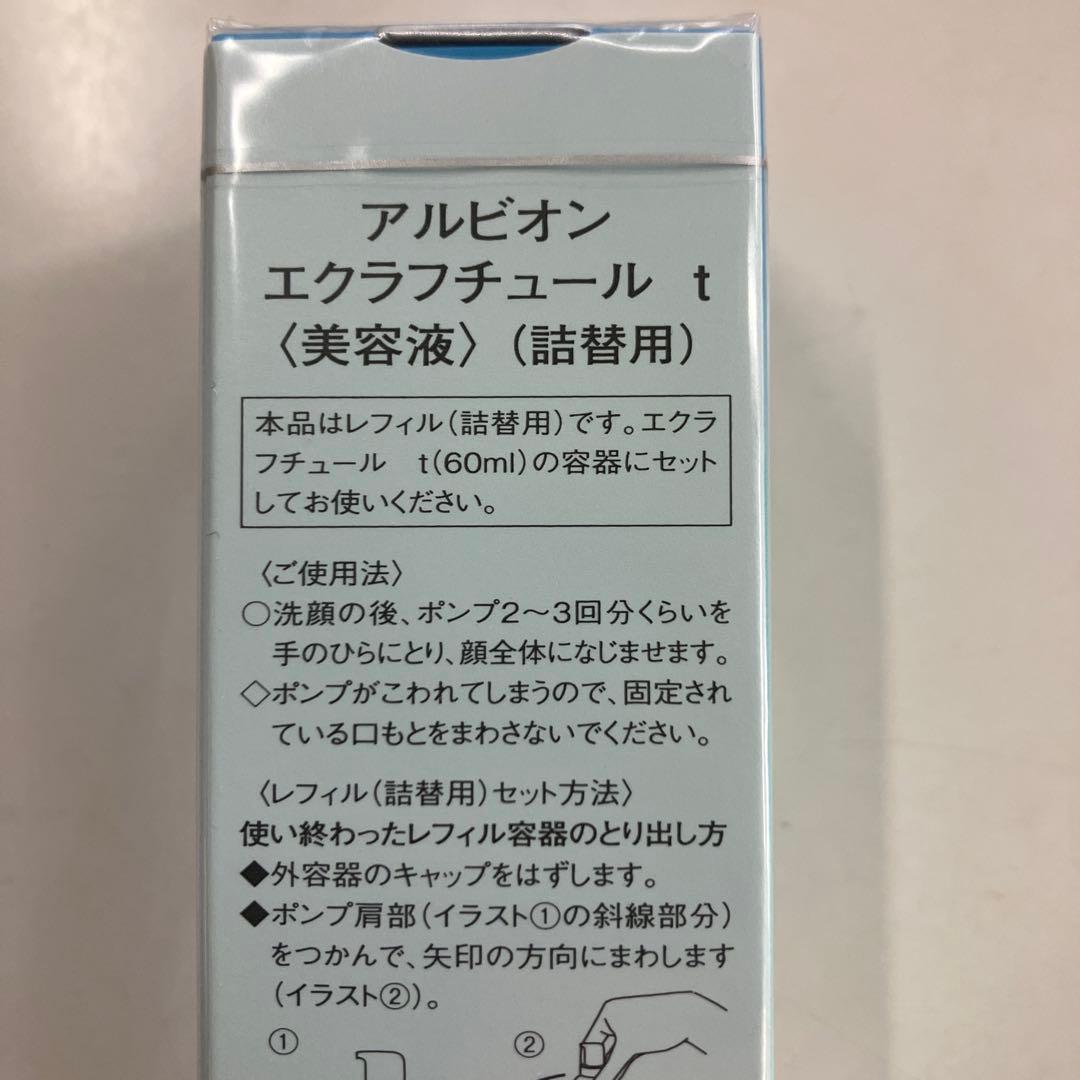 アルビオン
エクラフチュール　t
〈美容液〉（詰替用）
本品はレフィル（詰替用）です。エクラ
フチュール　t（60ml）の容器にセット
してお使いください。
〈ご使用法〉
○洗顔の後、ポンプ2～3回分くらいを
手のひらにとり、顔全体になじませます。
◇ポンプがこわれてしまうので、固定され
ている口もとをまわさないでください。
〈レフィル（詰替用）セット方法〉
使い終わったレフィル容器のとり出し方
◆外容器のキャップをはずします。
◆ポンプ肩部（イラスト①の斜線部分）
をつかんで、矢印の方向にまわします
（イラスト②）。
① ②